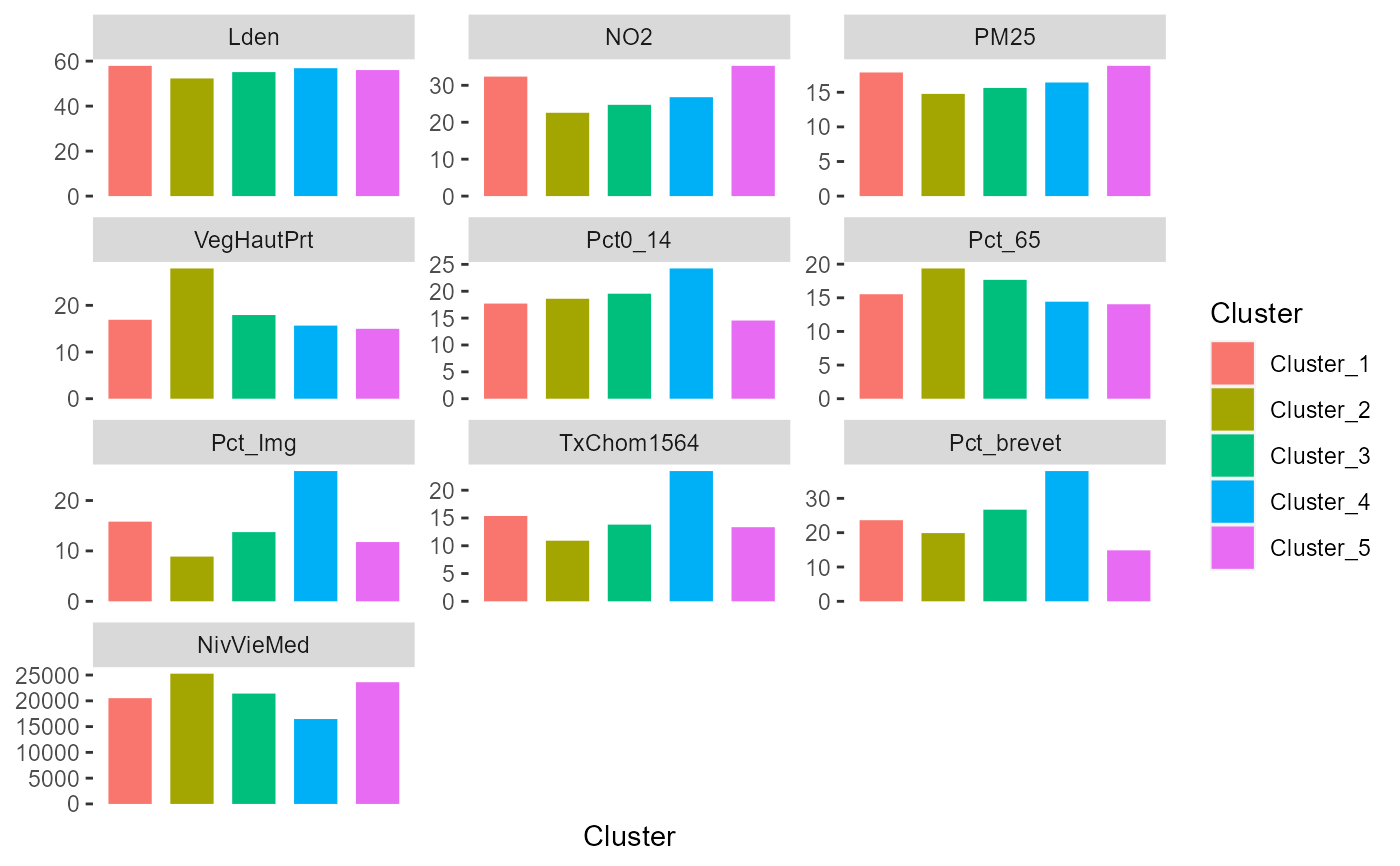 Lden
NO2
PM25
60
40
20
0
30
20
10
0
15
10
5
0
VegHautPrt
Pct0_14
Pct_65
20
10
0
25
20
15
10
5
0
20
15
10
5
0
Pct_Img
TxChom1564
Pct_brevet
20
10
0
20
15
10
5
0
30
20
10
0
NivVieMed
25000
20000
15000
10000
5000
0
Cluster
Cluster
Cluster_1
Cluster_2
Cluster_3
Cluster_4
Cluster_5